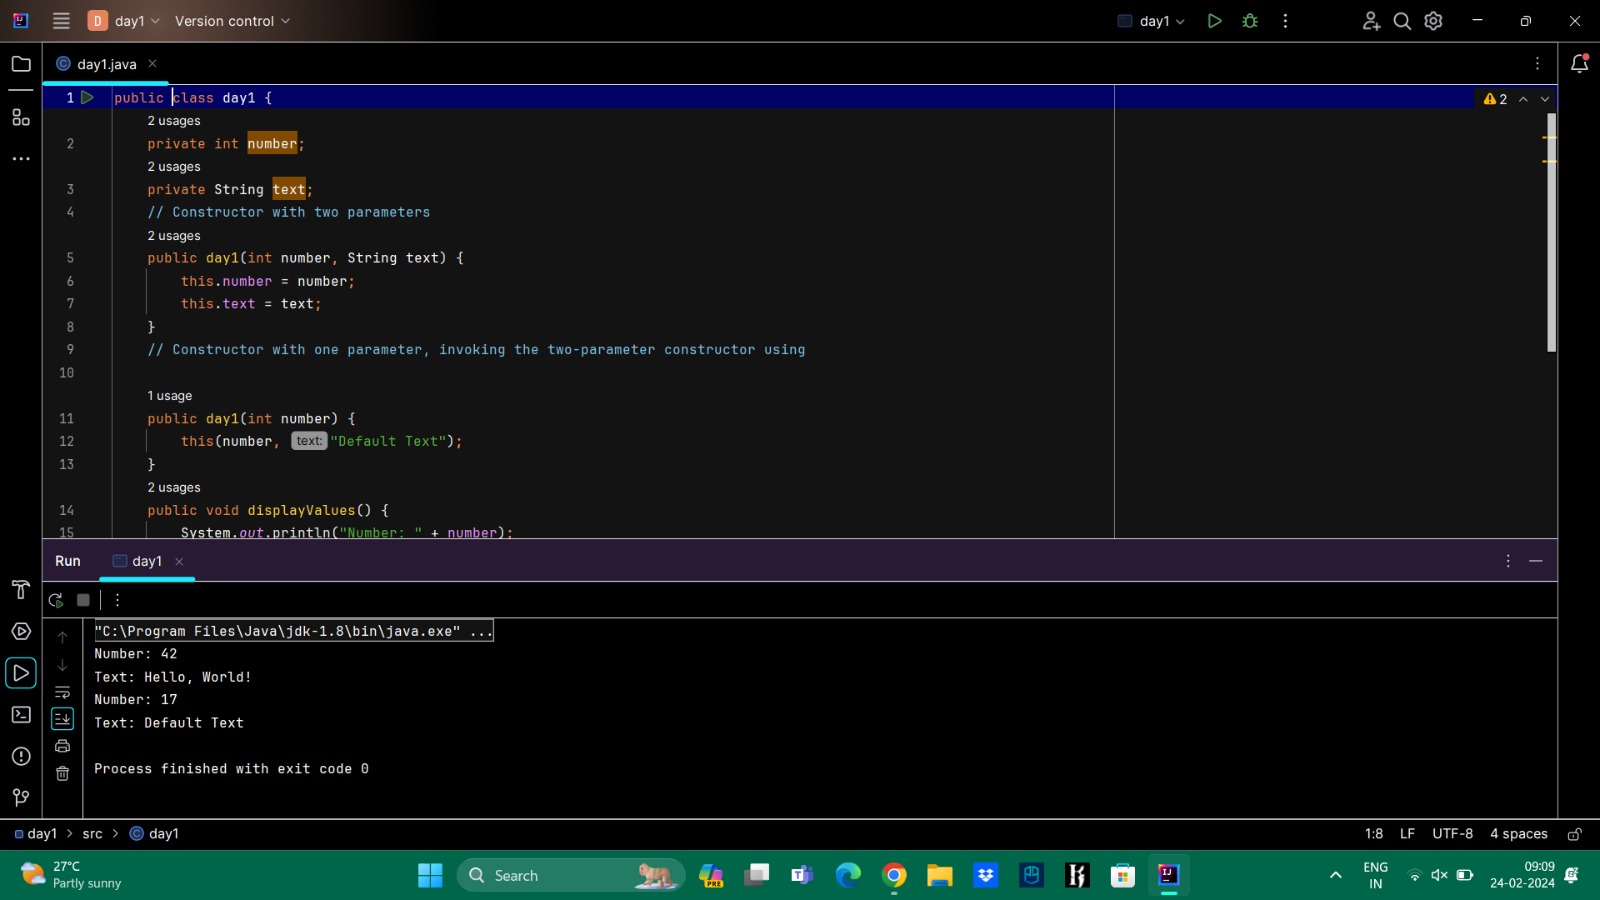 D day1 Version control day1
day1.java
1 public class day1 { 2
2 usages
2 private int number;
2 usages
3 private String text;
4 // Constructor with two parameters
2 usages
5 public day1(int number, String text) {
6 this.number = number;
7 this.text = text;
8 }
9 // Constructor with one parameter, invoking the two-parameter constructor using
10
1 usage
11 public day1(int number) {
12 this(number, text: "Default Text");
13 }
2 usages
14 public void displayValues() {
15 System.out.println("Number: " + number);
Run day1
"C:\Program Files\Java\jdk-1.8\bin\java.exe" ...
Number: 42
Text: Hello, World!
Number: 17
Text: Default Text
Process finished with exit code 0
day1 > src > day1 1:8 LF UTF-8 4 spaces
27°C
Partly sunny
Search
PRE
ENG
IN
09:09
24-02-2024